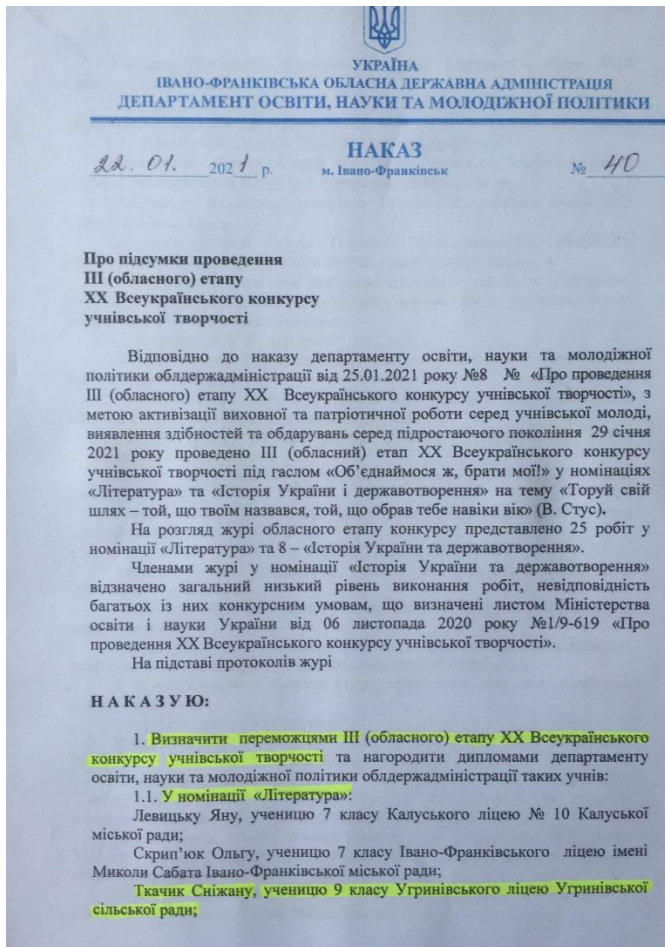 УКРАЇНА
ІВАНО-ФРАНКІВСЬКА ОБЛАСНА ДЕРЖАВНА АДМІНІСТРАЦІЯ
ДЕПАРТАМЕНТ ОСВІТИ, НАУКИ ТА МОЛОДІЖНОЇ ПОЛІТИКИ
НАКАЗ
22. 01. 2021 р. м. Івано-Франківськ № 40
Про підсумки проведення
ІІІ (обласного) етапу
ХХ Всеукраїнського конкурсу
учнівської творчості
Відповідно до наказу департаменту освіти, науки та молодіжної
політики облдержадміністрації від 25.01.2021 року №8 № «Про проведення
ІІІ (обласного) етапу ХХ Всеукраїнського конкурсу учнівської творчості», з
метою активізації виховної та патріотичної роботи серед учнівської молоді,
виявлення здібностей та обдарувань серед підростаючого покоління 29 січня
2021 року проведено ІІІ (обласний) етап ХХ Всеукраїнського конкурсу
учнівської творчості під гаслом «Об’єднаймося ж, брати мої!» у номінаціях
«Література» та «Історія України і державотворення» на тему «Торуй свій
шлях – той, що твоїм назвався, той, що обрав тебе навіки вік» (В. Стус).
На розгляд журі обласного етапу конкурсу представлено 25 робіт у
номінації «Література» та 8 – «Історія України та державотворення».
Членами журі у номінації «Історія України та державотворення»
відзначено загальний низький рівень виконання робіт, невідповідність
багатьох із них конкурсним умовам, що визначені листом Міністерства
освіти і науки України від 06 листопада 2020 року №1/9-619 «Про
проведення ХХ Всеукраїнського конкурсу учнівської творчості».
На підставі протоколів журі
Н А К А З У Ю:
1. Визначити переможцями ІІІ (обласного) етапу ХХ Всеукраїнського
конкурсу учнівської творчості та нагородити дипломами департаменту
освіти, науки та молодіжної політики облдержадміністрації таких учнів:
1.1. У номінації «Література»:
Левицьку Яну, ученицю 7 класу Калуського ліцею № 10 Калуської
міської ради;
Скрип’юк Ольгу, ученицю 7 класу Івано-Франківського ліцею імені
Миколи Сабата Івано-Франківської міської ради;
Ткачик Сніжану, ученицю 9 класу Угринівського ліцею Угринівської
сільської ради;